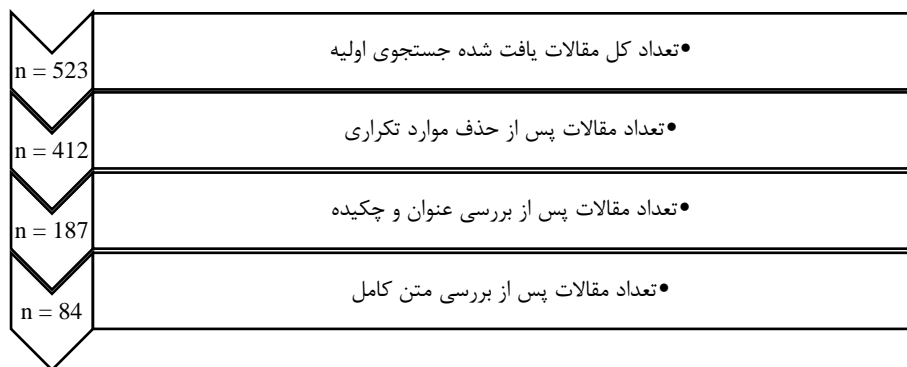 •تعداد کل مقالات یافت شده جستجوی اولیه
n = 523
•تعداد مقالات پس از حذف موارد تکراری
n = 412
•تعداد مقالات پس از بررسی عنوان و چکیده
n = 187
•تعداد مقالات پس از بررسی متن کامل
n = 84